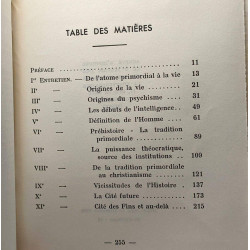 TABLE DES MATIÈRES
PRÉFACE 11
Ier ENTRETIEN. — De l'atome primordial à la vie 13
IIe — Origines de la vie 21
IIIe — Origines du psychisme 31
IVe — Les débuts de l'intelligence 49
Ve — Définition de l'Homme 61
VIe — Préhistoire - La tradition
primordiale 89
VIIe — La puissance théocratique,
source des institutions 109
VIIIe — De la tradition primordiale
au christianisme 121
IXe — Vicissitudes de l'Histoire 137
Xe — La Cité future 173
XIe — Cité des Fins et au-delà 215
— 255 —